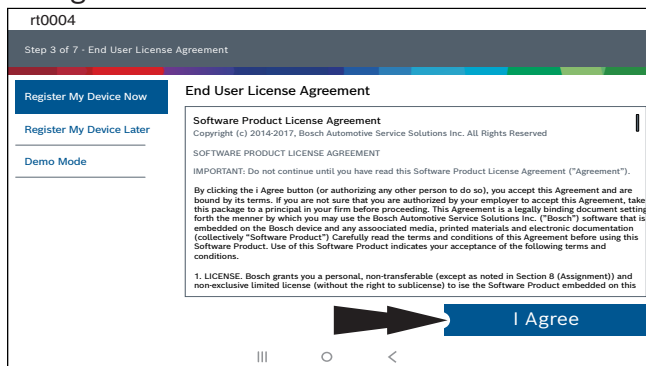 rt0004
Step 3 of 7 - End User License Agreement
Register My Device Now
Register My Device Later
Demo Mode
End User License Agreement
Software Product License Agreement
Copyright (c) 2014-2017, Bosch Automotive Service Solutions Inc. All Rights Reserved
SOFTWARE PRODUCT LICENSE AGREEMENT
IMPORTANT: Do not continue until you have read this Software Product License Agreement ("Agreement").
By clicking the i Agree button (or authorizing any other person to do so), you accept this Agreement and are
bound by its terms. If you are not sure that you are authorized by your employer to accept this Agreement, take
this package to a principal in your firm before proceeding. This Agreement is a legally binding document setting
forth the manner by which you may use the Bosch Automotive Service Solutions Inc. ("Bosch") software that is
embedded on the Bosch device and any assoociated media, printed materials and electronic documentation
(collectively "Software Product") Carefully read the terms and conditions of this Agreement before using this
Software Product. Use of this Software Product indicates your acceptance of the following terms and
conditions.
1. LICENSE. Bosch grants you a personal, non-transferable (except as noted in Section 8 (Assignment)) and
non-exclusive limited license (without the right to sublicense) to ise the Software Product embedded on this
I Agree